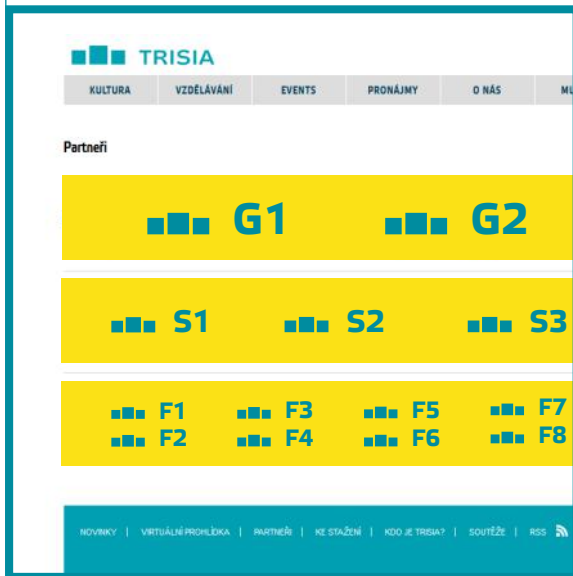 TRISIA
KULTURA VZDĚLÁVÁNÍ EVENTS PRONÁJMY O NÁS
Partneři
G1 G2
S1 S2 S3
F1 F3 F5 F7
F2 F4 F6 F8
NOVINKY | VIRTUÁLNÍ PROHLÍDKA | PARTNEŘI | KE STAŽENÍ | KDO JE TRISIA? | SOUTĚŽE | RSS